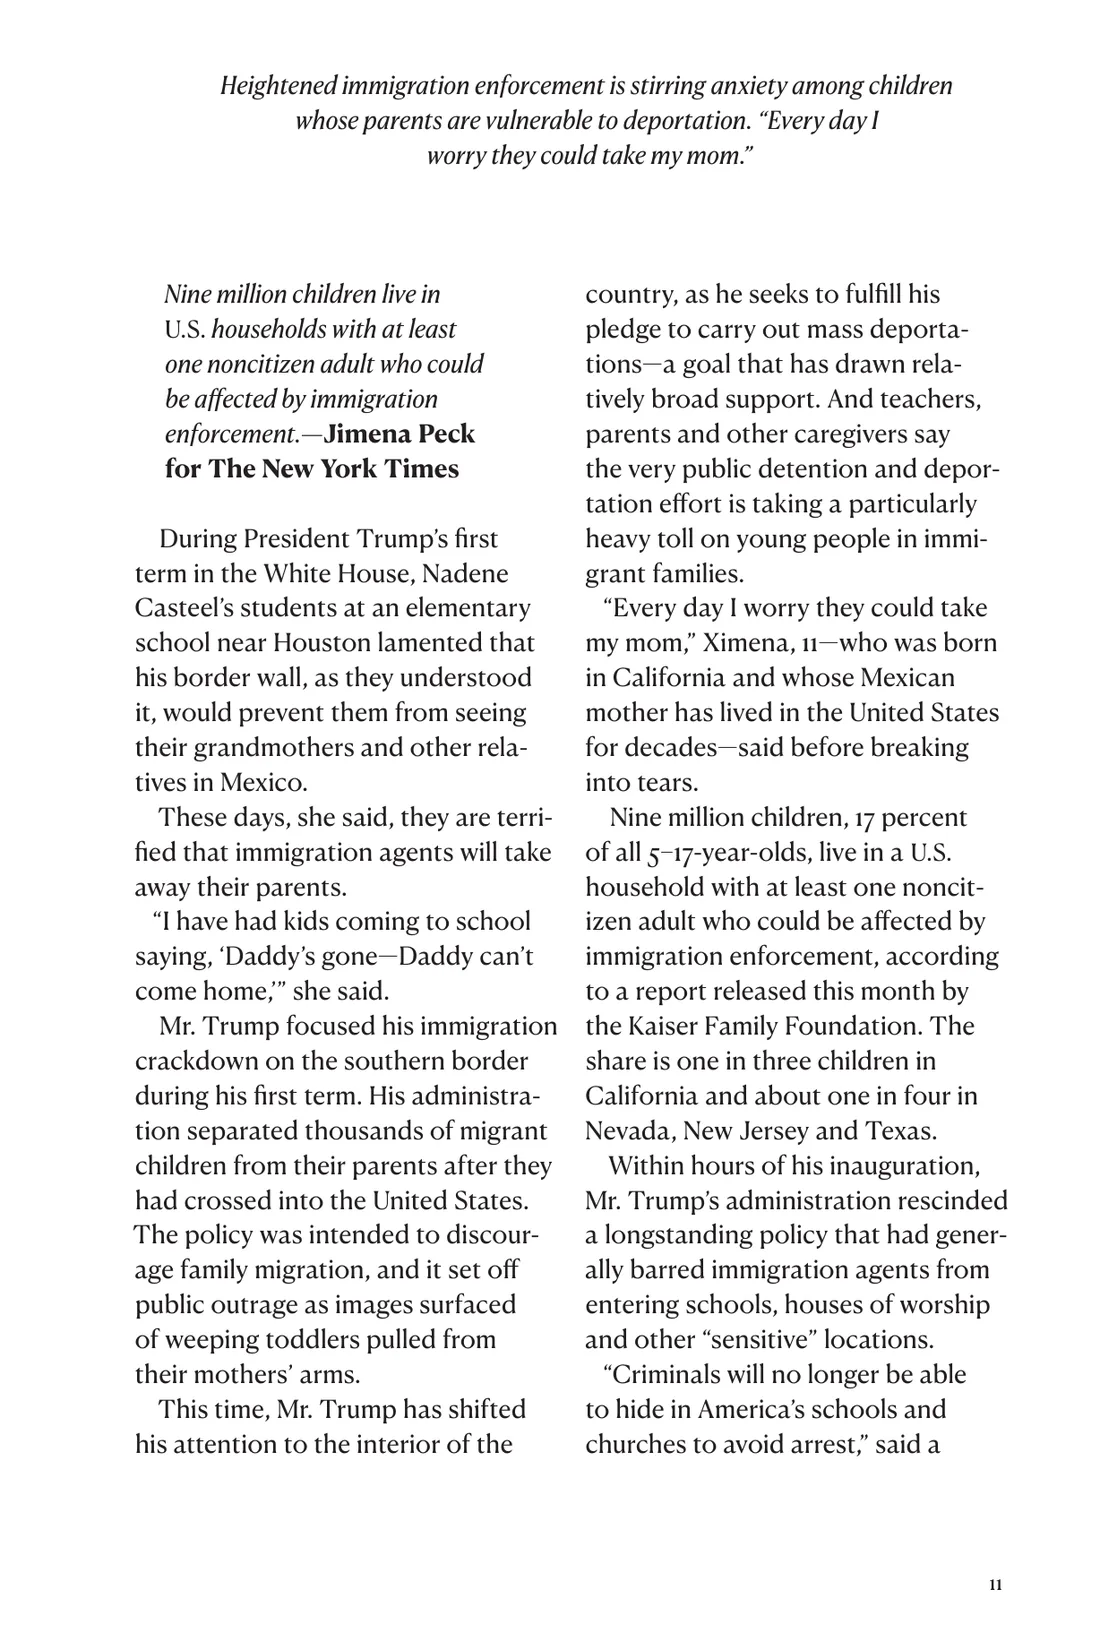 Heightened immigration enforcement is stirring anxiety among children
whose parents are vulnerable to deportation. “Every day I
worry they could take my mom.”
Nine million children live in
U.S. households with at least
one noncitizen adult who could
be affected by immigration
enforcement.—Jimena Peck
for The New York Times
During President Trump’s first
term in the White House, Nadene
Casteel’s students at an elementary
school near Houston lamented that
his border wall, as they understood
it, would prevent them from seeing
their grandmothers and other rela-
tives in Mexico.
These days, she said, they are terri-
fied that immigration agents will take
away their parents.
“I have had kids coming to school
saying, ‘Daddy’s gone—Daddy can’t
come home,’” she said.
Mr. Trump focused his immigration
crackdown on the southern border
during his first term. His administra-
tion separated thousands of migrant
children from their parents after they
had crossed into the United States.
The policy was intended to discour-
age family migration, and it set off
public outrage as images surfaced
of weeping toddlers pulled from
their mothers’ arms.
This time, Mr. Trump has shifted
his attention to the interior of the
country, as he seeks to fulfill his
pledge to carry out mass deporta-
tions—a goal that has drawn rela-
tively broad support. And teachers,
parents and other caregivers say
the very public detention and depor-
tation effort is taking a particularly
heavy toll on young people in immi-
grant families.
“Every day I worry they could take
my mom,” Ximena, 11—who was born
in California and whose Mexican
mother has lived in the United States
for decades—said before breaking
into tears.
Nine million children, 17 percent
of all 5–17-year-olds, live in a U.S.
household with at least one noncit-
izen adult who could be affected by
immigration enforcement, according
to a report released this month by
the Kaiser Family Foundation. The
share is one in three children in
California and about one in four in
Nevada, New Jersey and Texas.
Within hours of his inauguration,
Mr. Trump’s administration rescinded
a longstanding policy that had gener-
ally barred immigration agents from
entering schools, houses of worship
and other “sensitive” locations.
“Criminals will no longer be able
to hide in America’s schools and
churches to avoid arrest,” said a
11